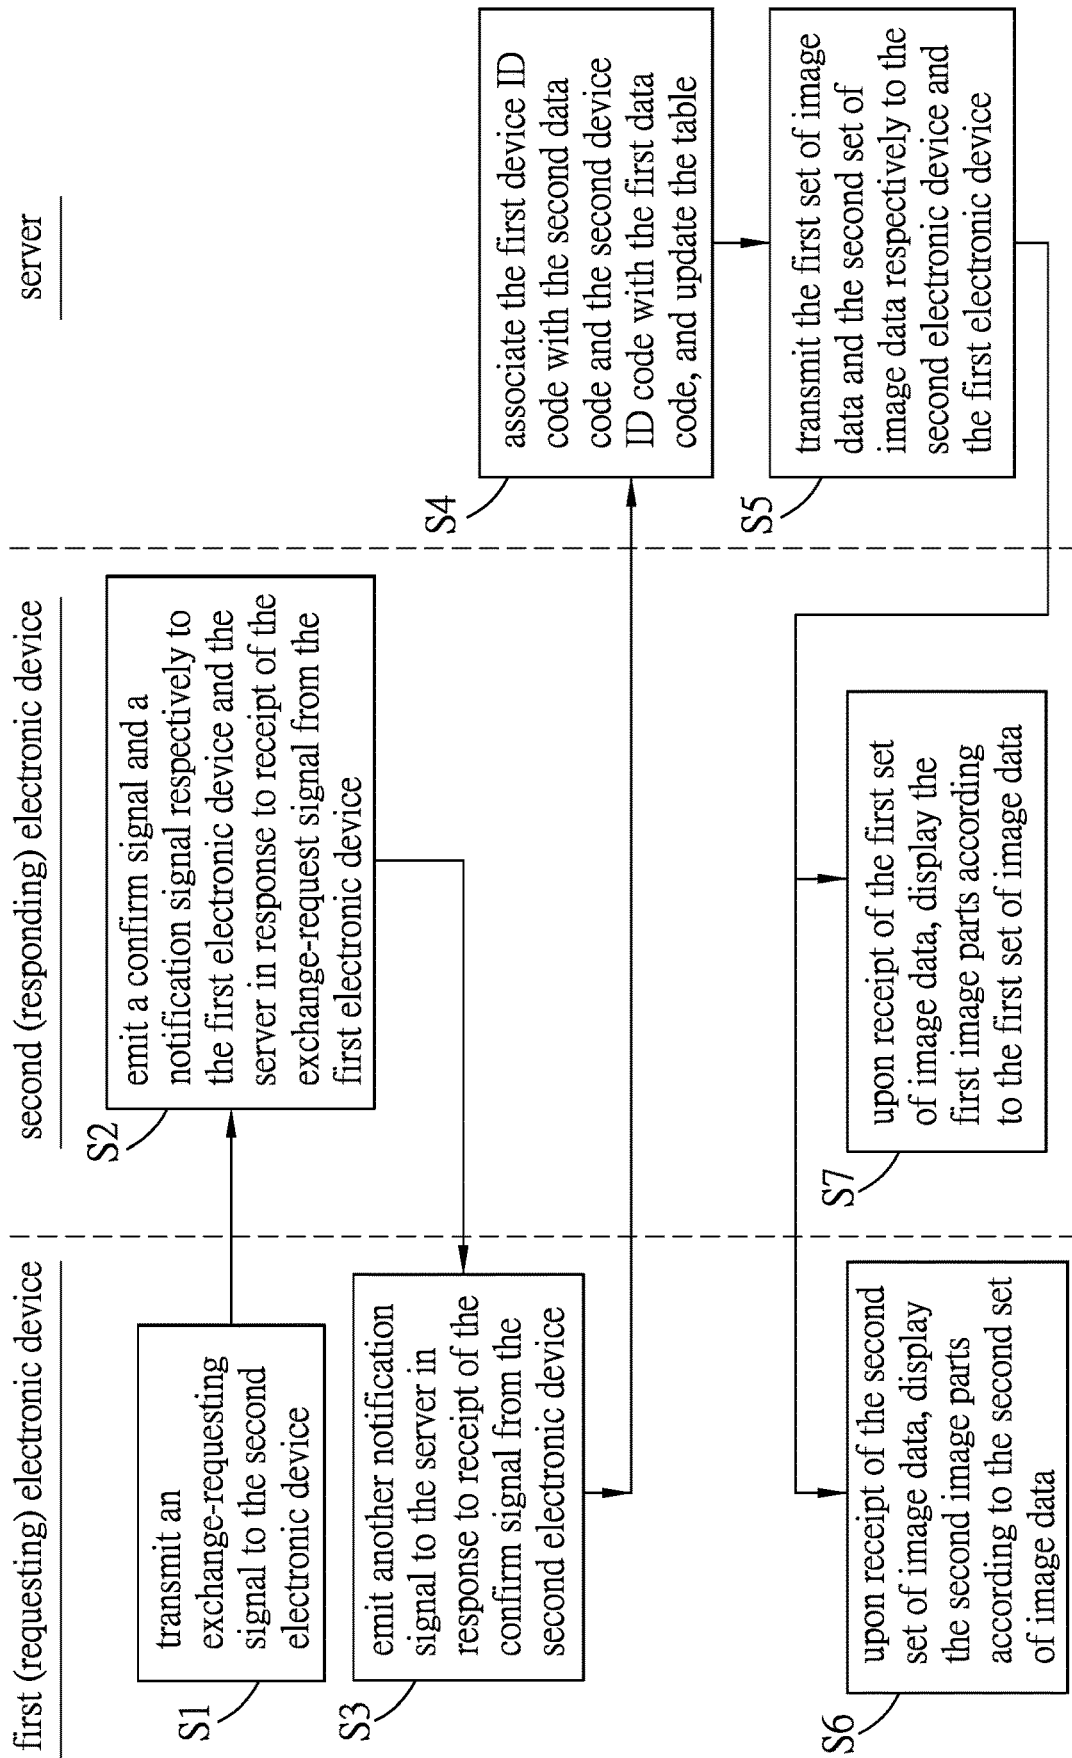 first (requesting) electronic device
second (responding) electronic device
server
S1
transmit an
exchange-requesting
signal to the second
electronic device
S2
emit a confirm signal and a
notification signal respectively to
the first electronic device and the
server in response to receipt of the
exchange-request signal from the
first electronic device
S3
emit another notification
signal to the server in
response to receipt of the
confirm signal from the
second electronic device
S4
associate the first device ID
code with the second data
code and the second device
ID code with the first data
code, and update the table
S5
transmit the first set of image
data and the second set of
image data respectively to the
second electronic device and
the first electronic device
S6
upon receipt of the second
set of image data, display
the second image parts
according to the second set
of image data
S7
upon receipt of the first set
of image data, display the
first image parts according
to the first set of image data